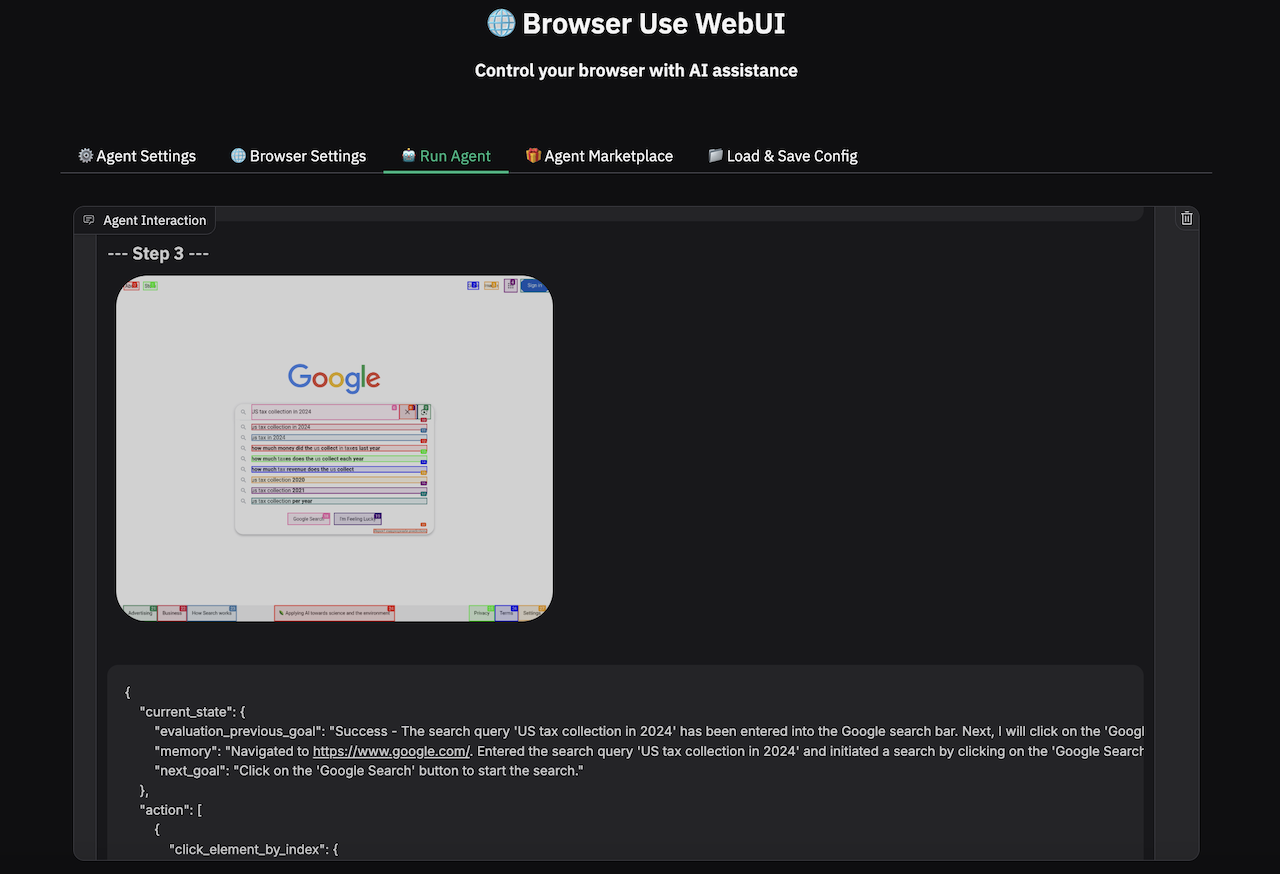 Browser Use WebUI
Control your browser with AI assistance
Agent Settings
Browser Settings
Run Agent
Agent Marketplace
Load & Save Config
Agent Interaction
--- Step 3 ---
Sign in
Google
US tax collection in 2024
us tax collection in 2024
us tax in 2024
how much money did the us collect in taxes last year
how much taxes does the us collect each year
how much tax revenue does the us collect
us tax collection 2020
us tax collection 2021
us tax collection per year
Google Search
I'm Feeling Lucky
Advertising
Business
How Search works
Applying AI towards science and the environment
Privacy
Terms
Settings
{
"current_state": {
"evaluation_previous_goal": "Success - The search query 'US tax collection in 2024' has been entered into the Google search bar. Next, I will click on the 'Googl
"memory": "Navigated to https://www.google.com/. Entered the search query 'US tax collection in 2024' and initiated a search by clicking on the 'Google Search
"next_goal": "Click on the 'Google Search' button to start the search."
},
"action": [
{
"click_element_by_index": {